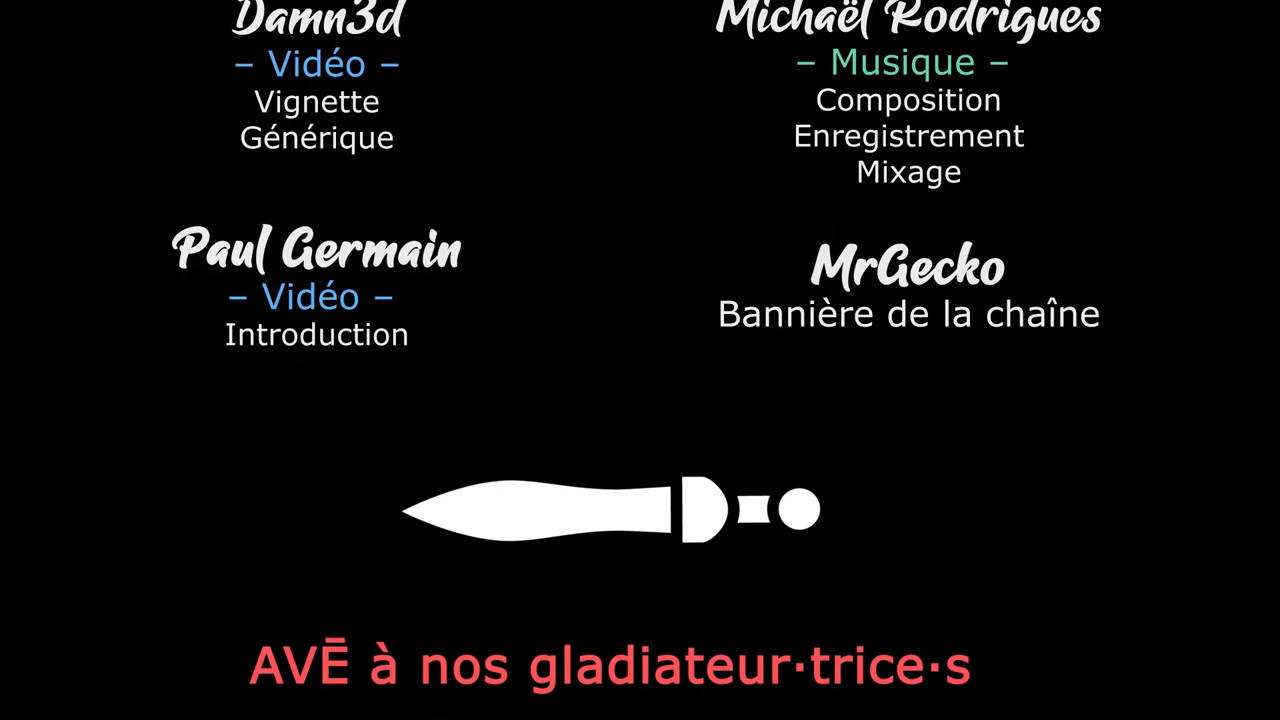 Damn3d
– Vidéo –
Vignette
Générique
Michaël Rodrigues
– Musique –
Composition
Enregistrement
Mixage
Paul Germain
– Vidéo –
Introduction
MrGecko
Bannière de la chaîne
AVĒ à nos gladiateur·trice·s